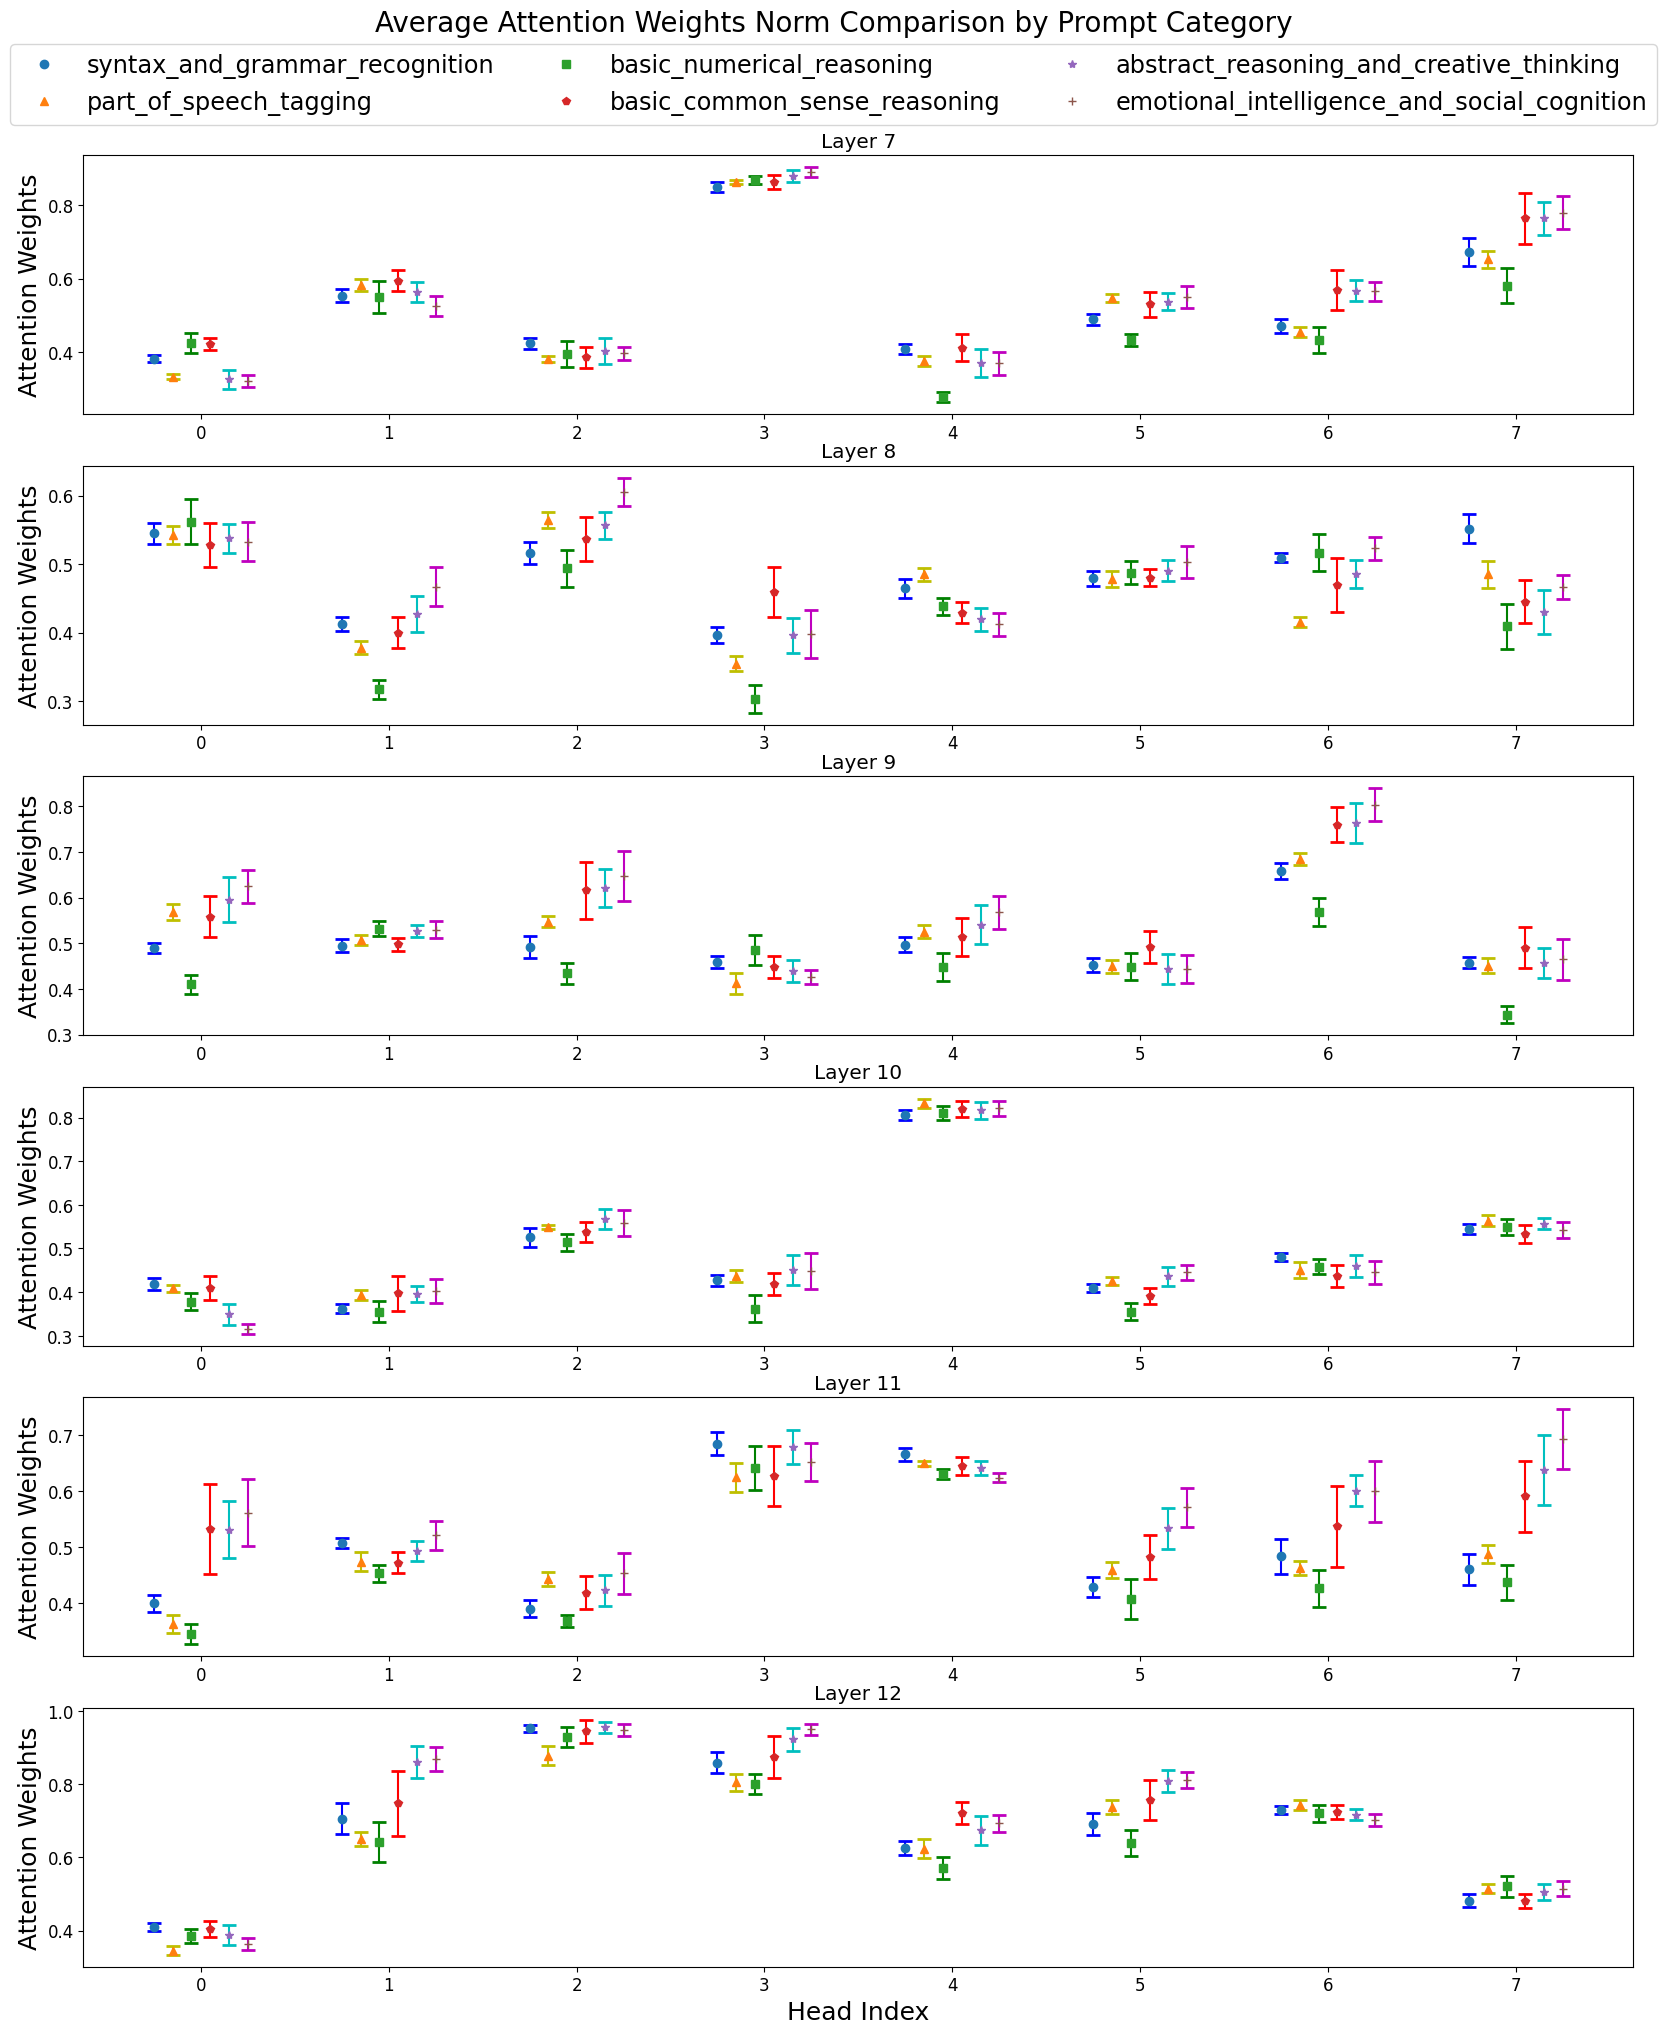 Average Attention Weights Norm Comparison by Prompt Category
syntax_and_grammar_recognition basic_numerical_reasoning abstract_reasoning_and_creative_thinking
part_of_speech_tagging basic_common_sense_reasoning emotional_intelligence_and_social_cognition
Layer 7
Attention Weights
0.8
0.6
0.4
0 1 2 3 4 5 6 7
Layer 8
Attention Weights
0.6
0.5
0.4
0.3
0 1 2 3 4 5 6 7
Layer 9
Attention Weights
0.8
0.7
0.6
0.5
0.4
0.3
0 1 2 3 4 5 6 7
Layer 10
Attention Weights
0.8
0.7
0.6
0.5
0.4
0.3
0 1 2 3 4 5 6 7
Layer 11
Attention Weights
0.7
0.6
0.5
0.4
0 1 2 3 4 5 6 7
Layer 12
Attention Weights
1.0
0.8
0.6
0.4
0 1 2 3 4 5 6 7
Head Index